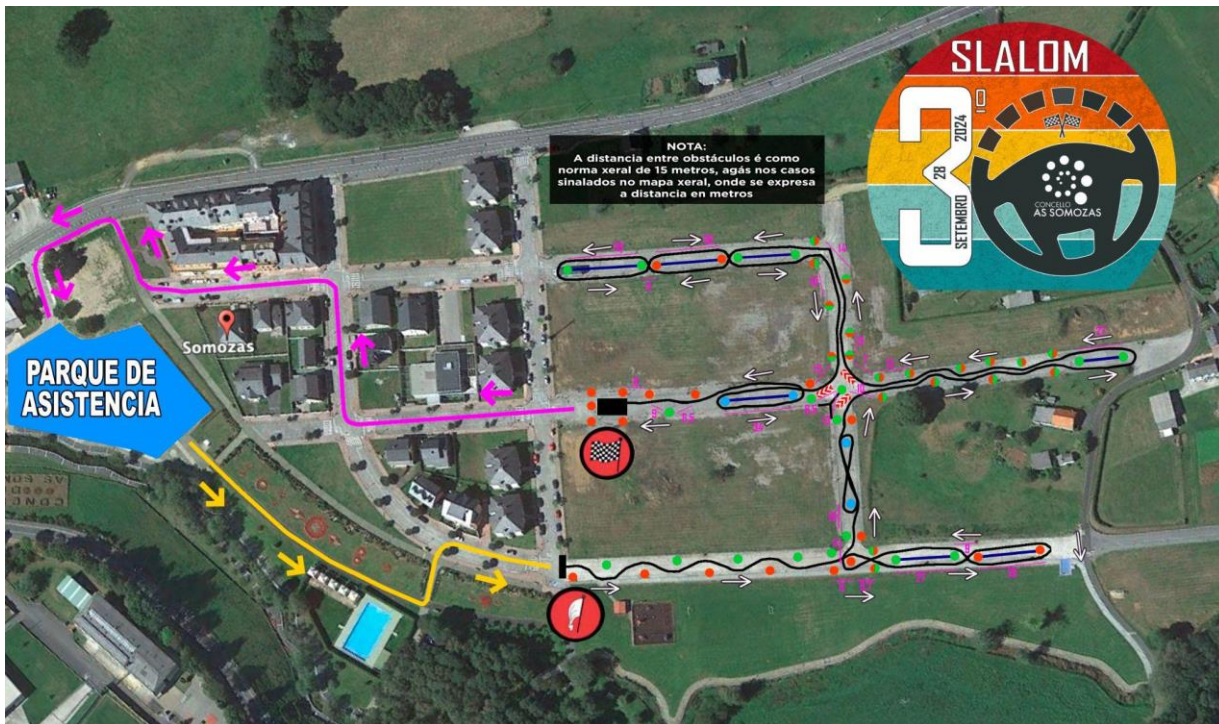 SLALOM
3º
28
SETEMBRO
2024
CONCELLO
AS SOMOZAS
NOTA:
A distancia entre obstáculos é como
norma xeral de 15 metros, agás nos casos
sinalados no mapa xeral, onde se expresa
a distancia en metros
Somozas
PARQUE DE
ASISTENCIA